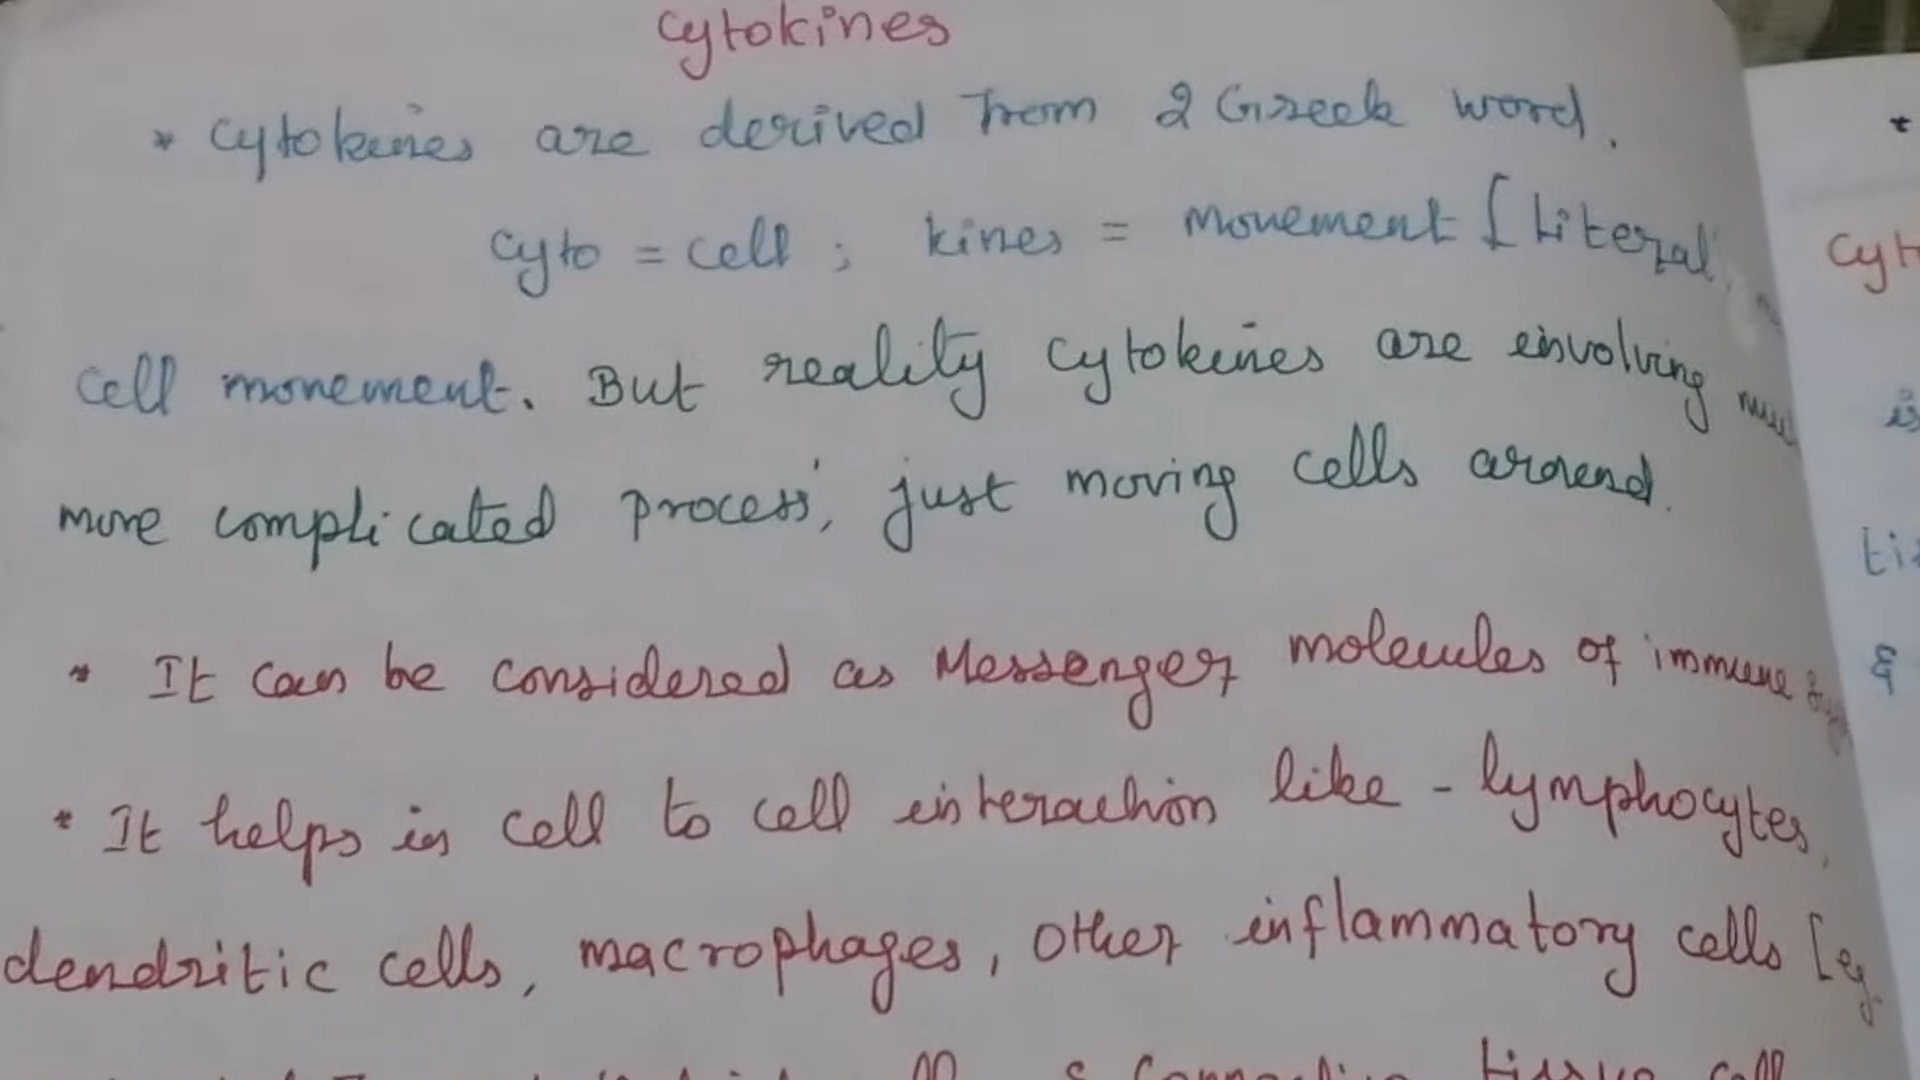 Cytokines
* Cytokines are derived from 2 Greek word.
Cyto = cell ; kines = movement [ literal
cell movement. But reality cytokines are involving
more complicated process, just moving cells around.
* It can be considered as Messenger molecules of immune
* It helps in cell to cell interaction like - lymphocytes,
dendritic cells, macrophages, other inflammatory cells [eg.
tissue cell